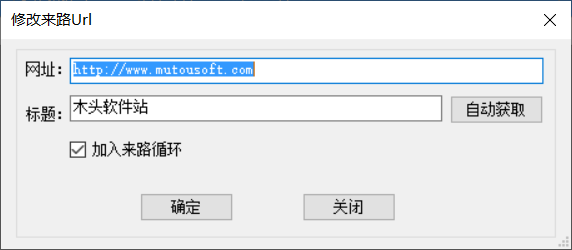 修改来路Url
网址: http://www.mutousoft.com
标题: 木头软件站 自动获取
加入来路循环
确定 关闭